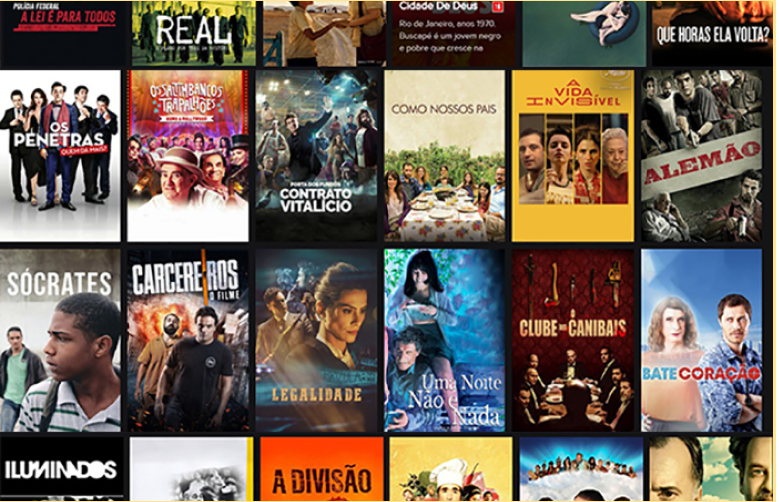 POLÍCIA FEDERAL
A LEI É PARA TODOS
REAL
Cidade De Deus
Rio de Janeiro, anos 1970.
Buscapé é um jovem negro
e pobre que cresce na
QUE HORAS ELA VOLTA?
OS
PENETRAS
QUEM DÁ MAIS?
OS SALTIMBANCOS
TRAPALHÕES
RUMO A HOLLYWOOD
PORTA DOS FUNDOS
CONTRATO
VITALÍCIO
COMO NOSSOS PAIS
A
VIDA
INVISÍVEL
ALEMÃO
SÓCRATES
CARCEREIROS
O FILME
LEGALIDADE
Uma Noite
Não é
Nada
O
CLUBE DOS CANIBAIS
BATE CORAÇÃO
ILUMINADOS
A DIVISÃO